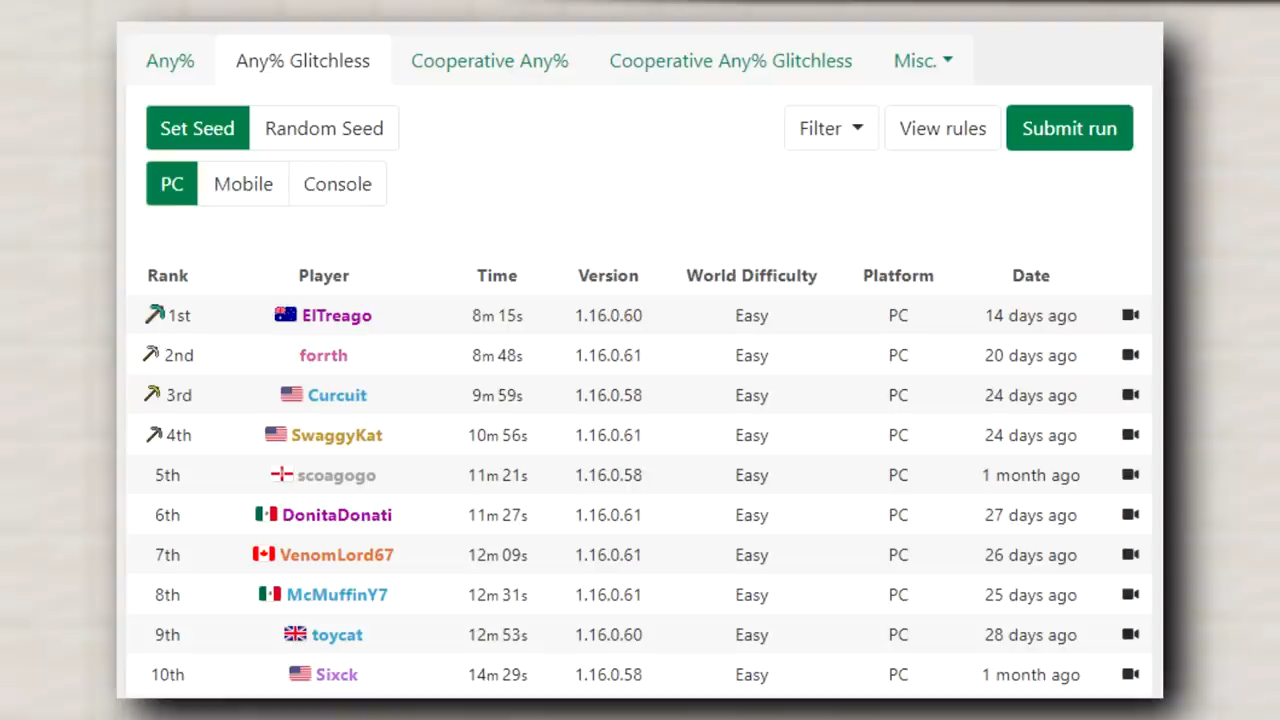 Any% Any% Glitchless Cooperative Any% Cooperative Any% Glitchless Misc.
Set Seed Random Seed Filter View rules Submit run
PC Mobile Console
Rank Player Time Version World Difficulty Platform Date
1st ElTreago 8m 15s 1.16.0.60 Easy PC 14 days ago
2nd forrth 8m 48s 1.16.0.61 Easy PC 20 days ago
3rd Curcuit 9m 59s 1.16.0.58 Easy PC 24 days ago
4th SwaggyKat 10m 56s 1.16.0.61 Easy PC 24 days ago
5th scoagogo 11m 21s 1.16.0.58 Easy PC 1 month ago
6th DonitaDonati 11m 27s 1.16.0.61 Easy PC 27 days ago
7th VenomLord67 12m 09s 1.16.0.61 Easy PC 26 days ago
8th McMuffinY7 12m 31s 1.16.0.61 Easy PC 25 days ago
9th toycat 12m 53s 1.16.0.60 Easy PC 28 days ago
10th Sixck 14m 29s 1.16.0.58 Easy PC 1 month ago